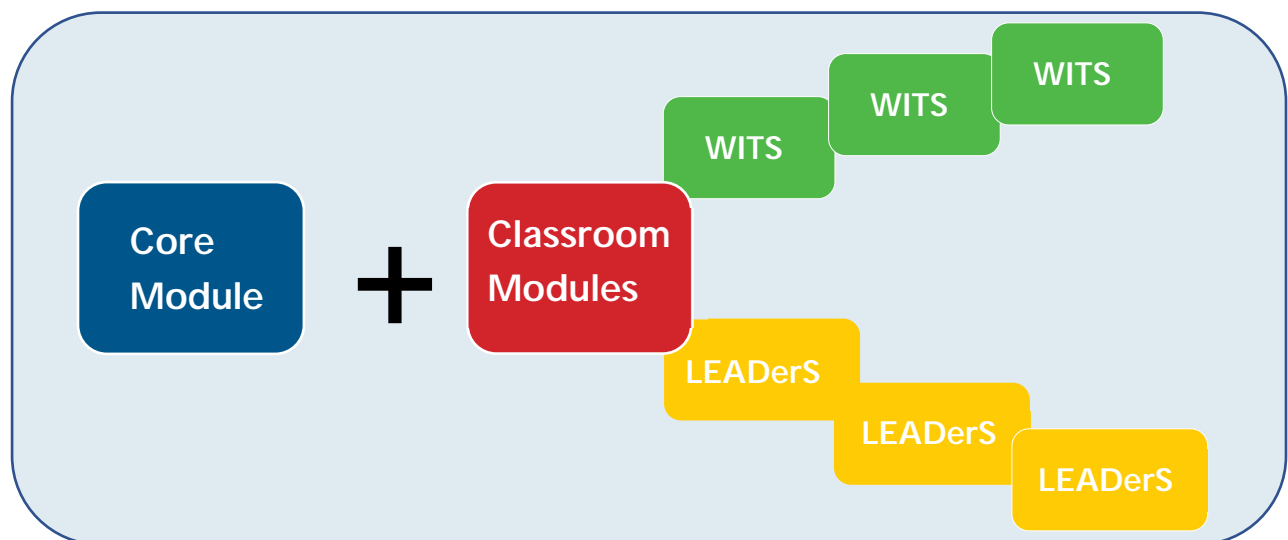 Core
Module
+
Classroom
Modules
WITS
WITS
WITS
LEADerS
LEADerS
LEADerS